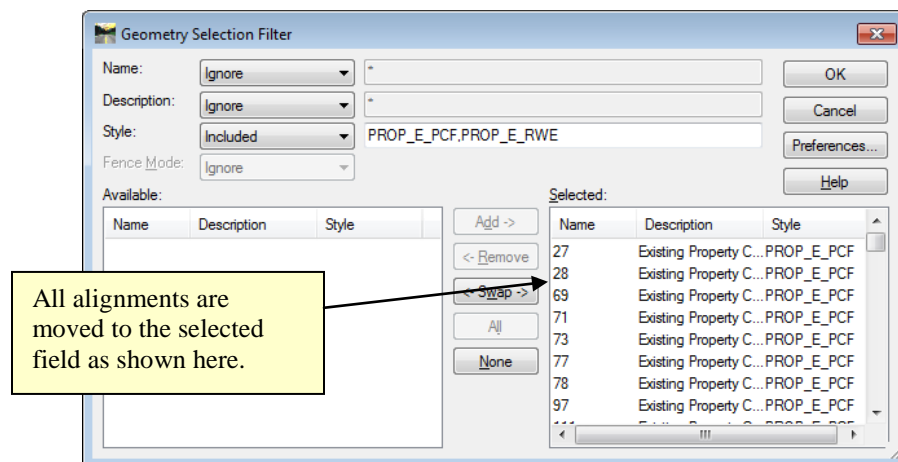 Geometry Selection Filter
Name: Ignore *
OK
Description: Ignore *
Cancel
Style: Included PROP_E_PCF,PROP_E_RWE
Preferences...
Fence Mode: Ignore
Help
Available:
Selected:
Name Description Style
Add ->
<- Remove
<- Swap ->
All
None
Name Description Style
27 Existing Property C... PROP_E_PCF
28 Existing Property C... PROP_E_PCF
69 Existing Property C... PROP_E_PCF
71 Existing Property C... PROP_E_PCF
73 Existing Property C... PROP_E_PCF
77 Existing Property C... PROP_E_PCF
78 Existing Property C... PROP_E_PCF
97 Existing Property C... PROP_E_PCF
All alignments are
moved to the selected
field as shown here.